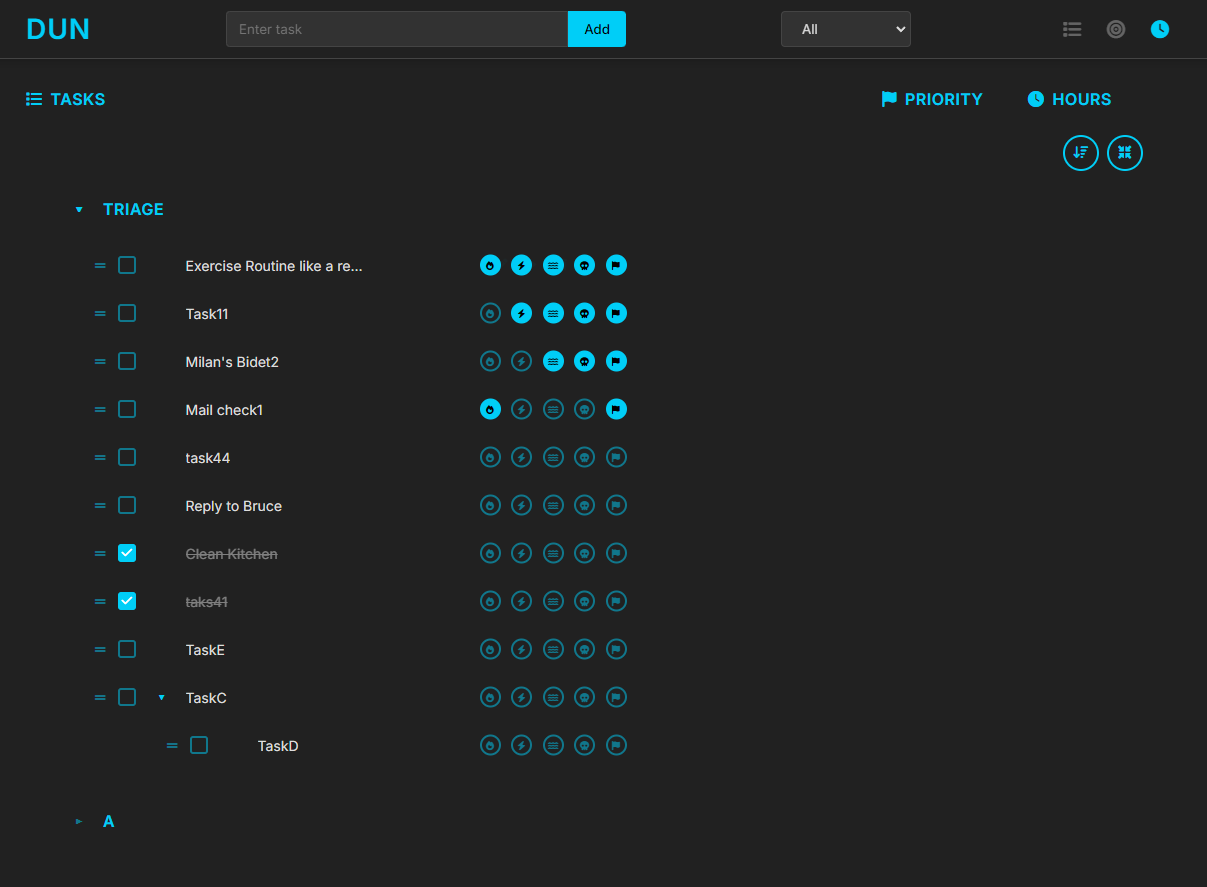 DUN
Enter task
Add
All
TASKS
PRIORITY
HOURS
TRIAGE
Exercise Routine like a re...
Task11
Milan's Bidet2
Mail check1
task44
Reply to Bruce
Clean Kitchen
taks41
TaskE
TaskC
TaskD
A